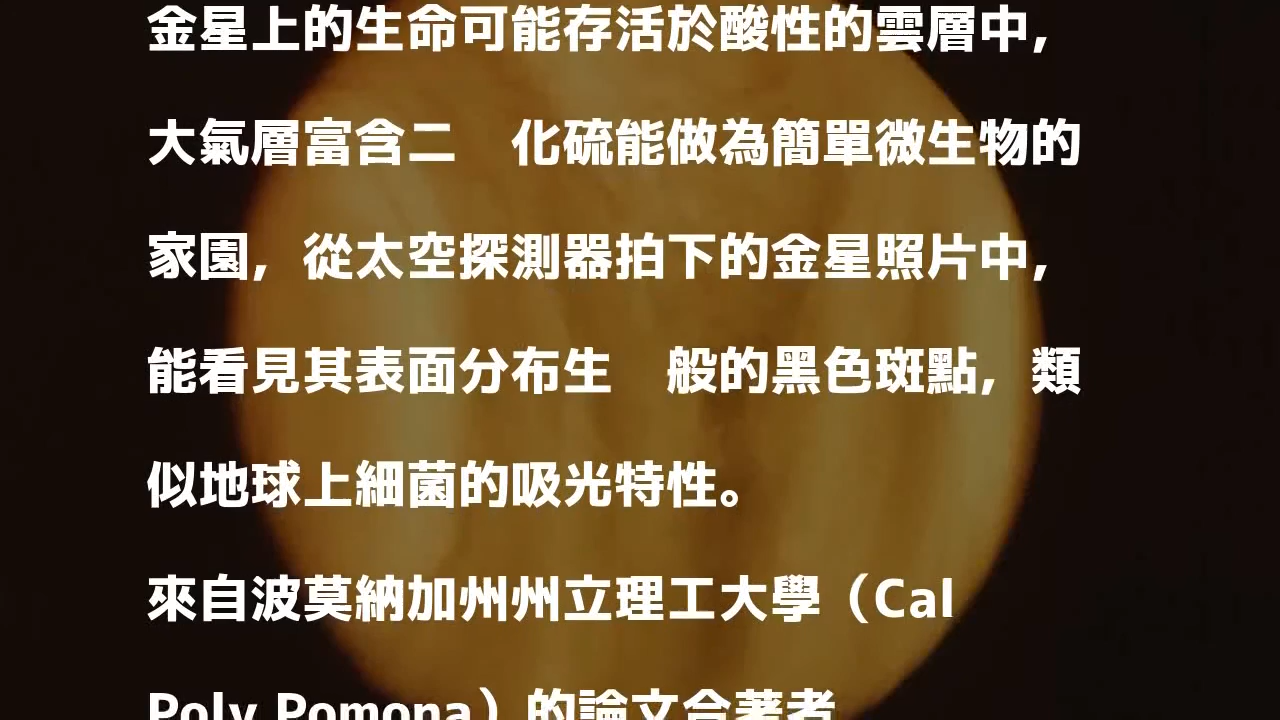 金星上的生命可能存活於酸性的雲層中，
大氣層富含二　化硫能做為簡單微生物的
家園，從太空探測器拍下的金星照片中，
能看見其表面分布生　般的黑色斑點，類
似地球上細菌的吸光特性。
來自波莫納加州州立理工大學（Cal
Poly Pomona）的論文合著者